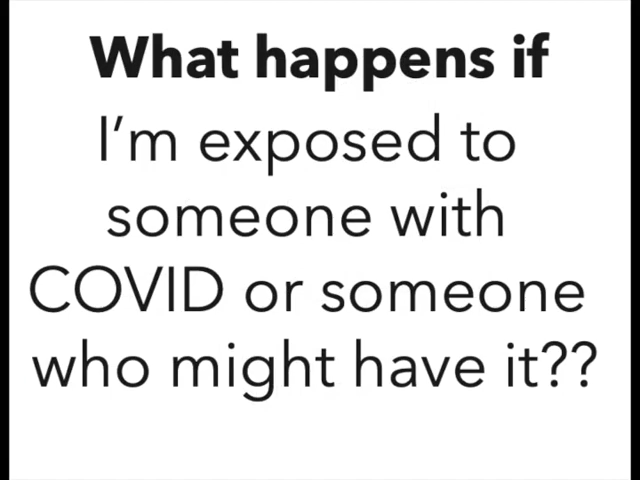 What happens if
I’m exposed to
someone with
COVID or someone
who might have it??